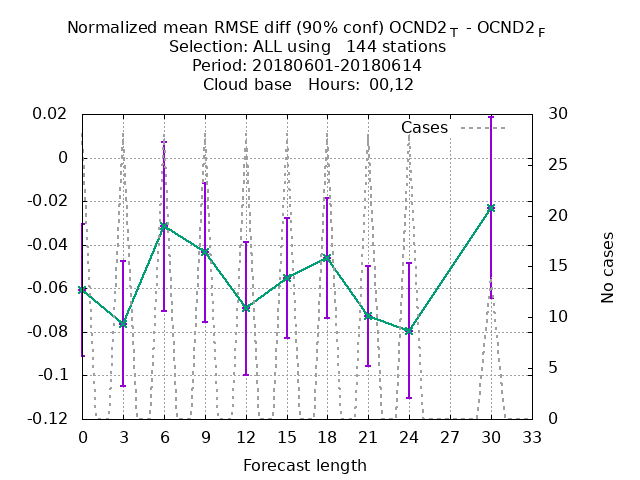 Normalized mean RMSE diff (90% conf) OCND2 T - OCND2 F
Selection: ALL using   144 stations
Period: 20180601-20180614
Cloud base   Hours:  00,12
Cases
0.02
0
-0.02
-0.04
-0.06
-0.08
-0.1
-0.12
30
25
20
15
10
5
0
No cases
0 3 6 9 12 15 18 21 24 27 30 33
Forecast length